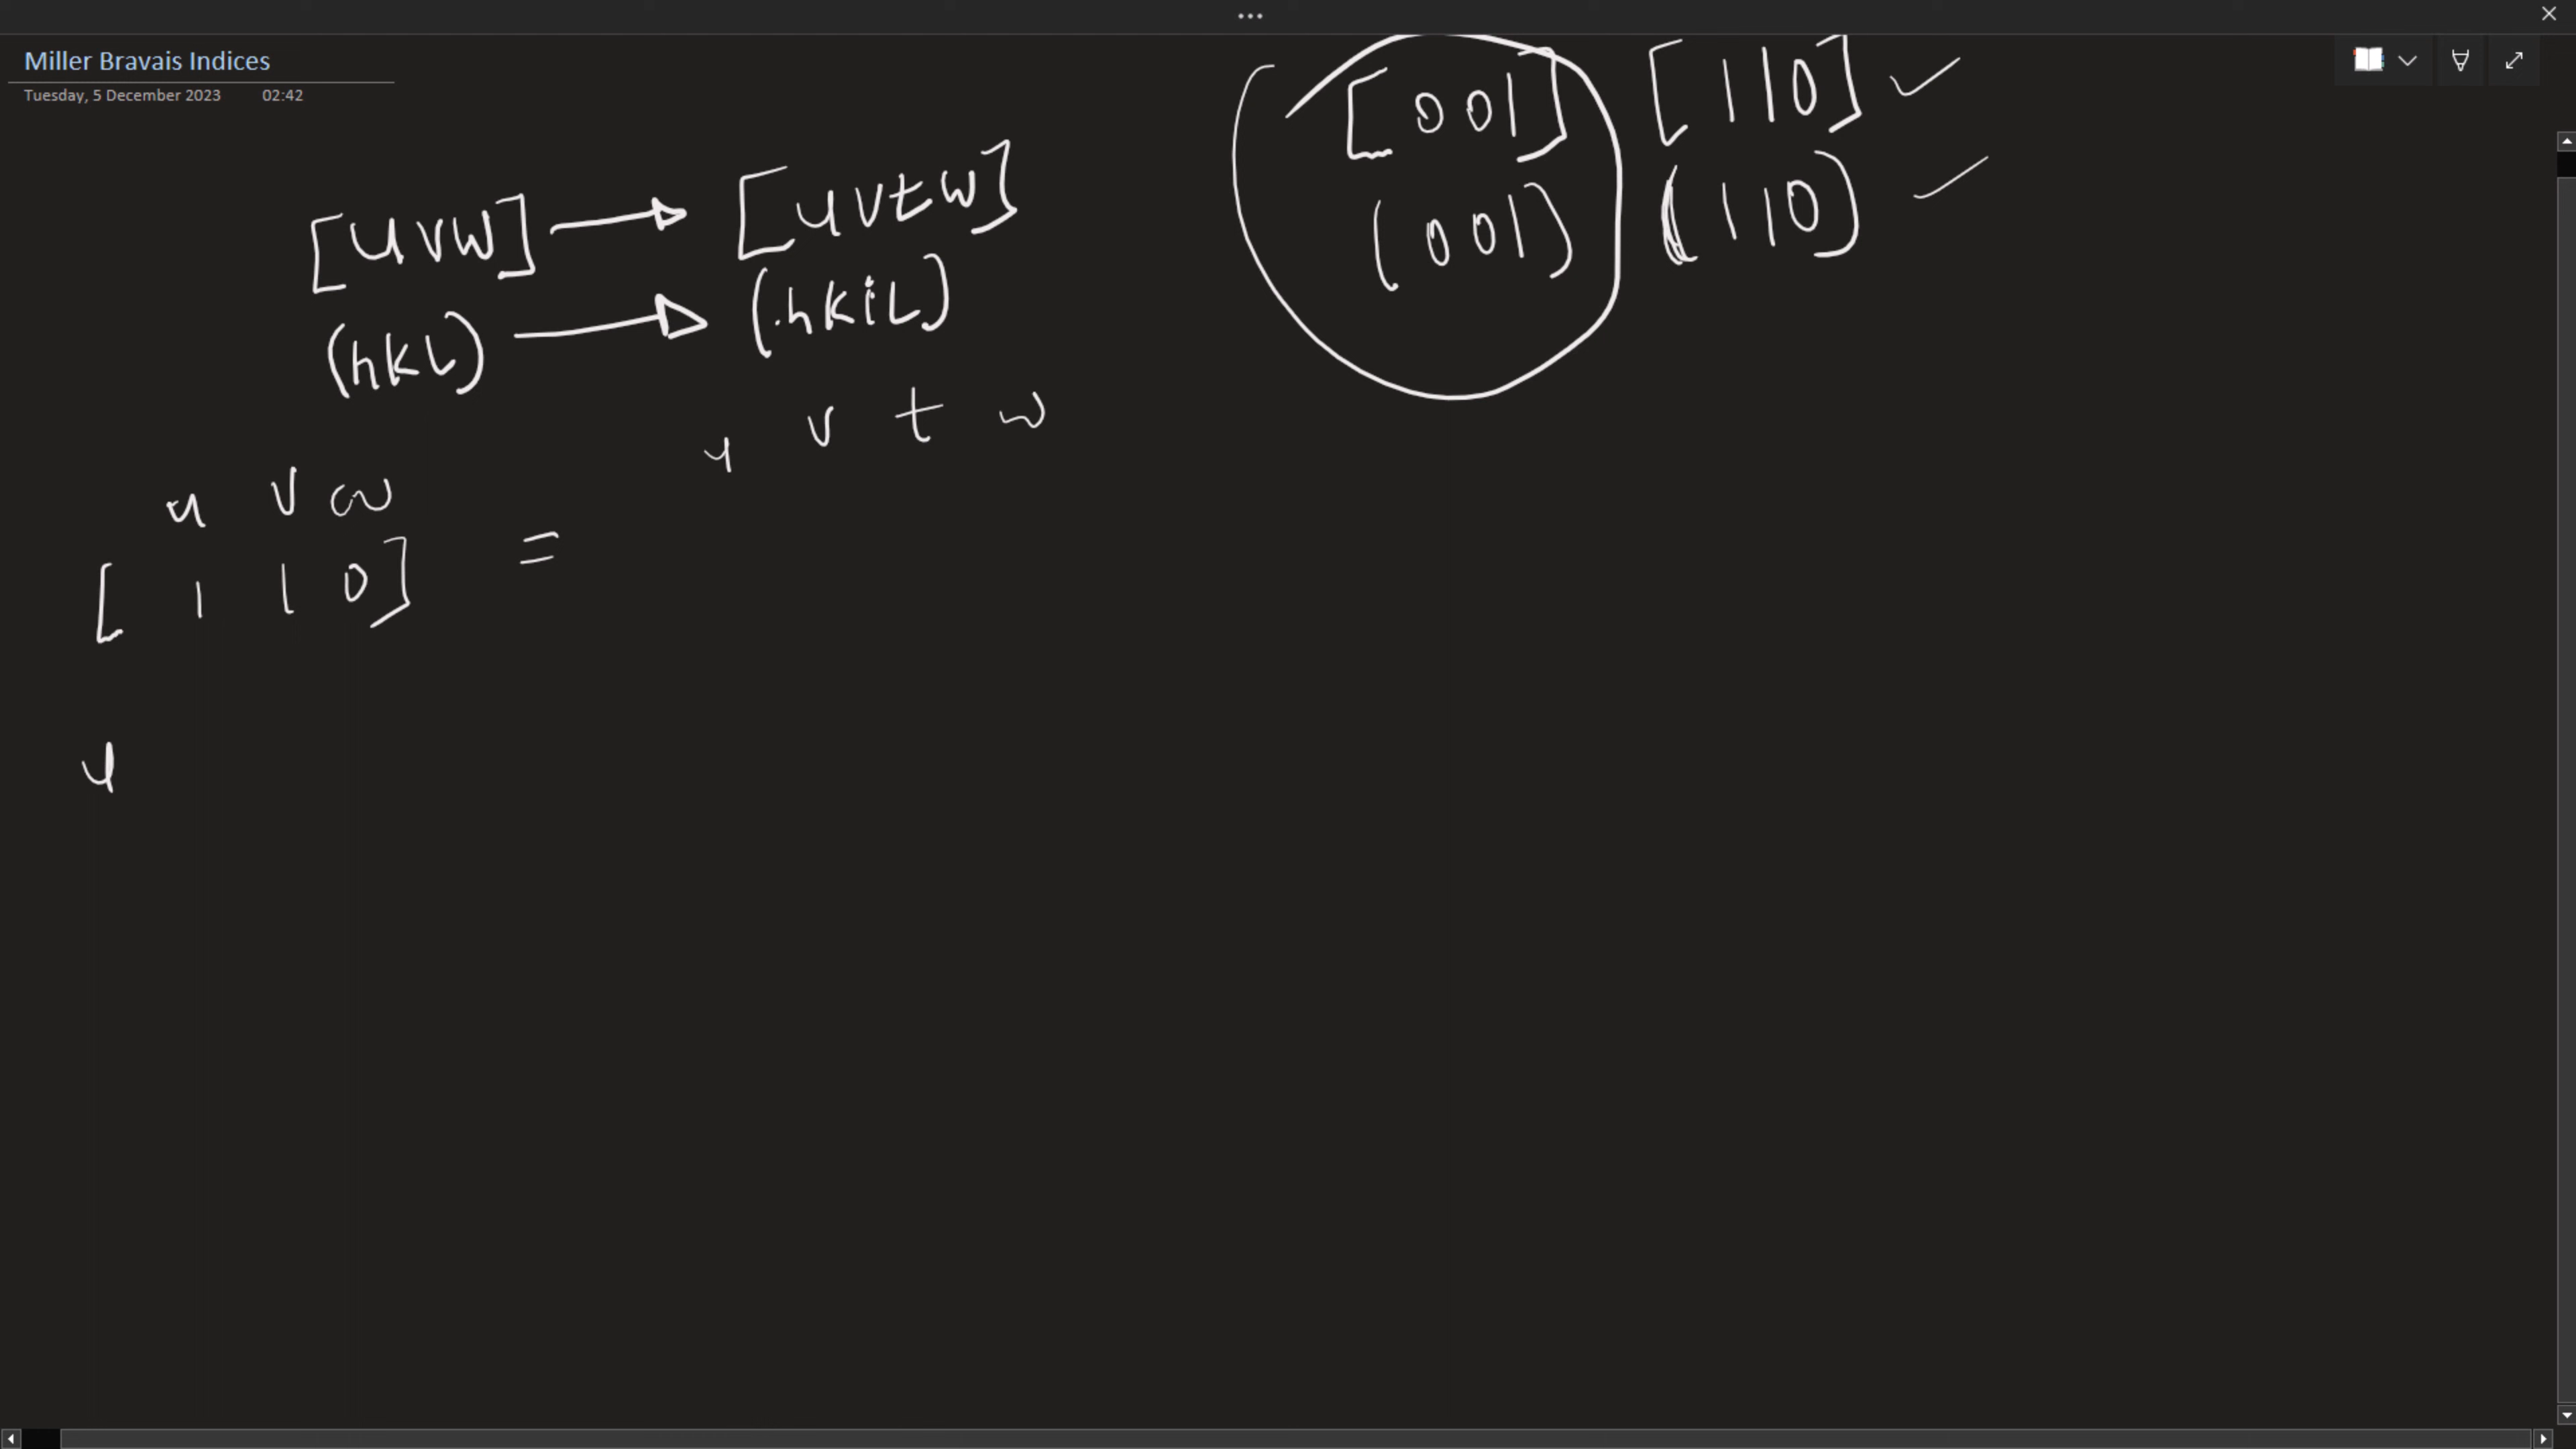 Miller Bravais Indices
Tuesday, 5 December 2023 02:42
[001] [110]
(001) (110)
[uvw] → [uvtw]
(hkL) → (hkiL)
u v t w
u v w
[1 1 0] =
u